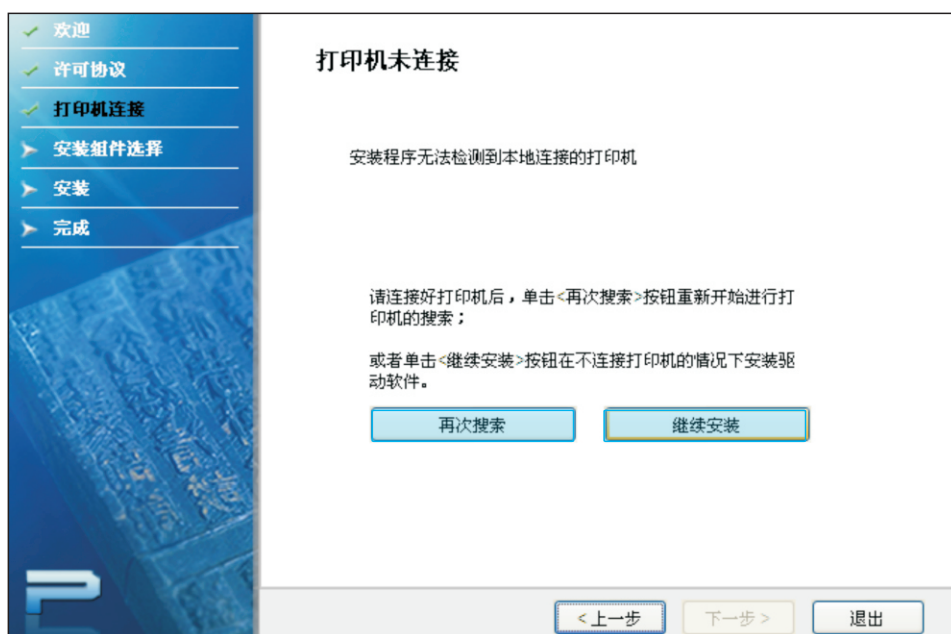 欢迎
许可协议
打印机连接
安装组件选择
安装
完成
打印机未连接
安装程序无法检测到本地连接的打印机
请连接好打印机后，单击<再次搜索>按钮重新开始进行打
印机的搜索；
或者单击<继续安装>按钮在不连接打印机的情况下安装驱
动软件。
再次搜索
继续安装
<上一步
下一步>
退出